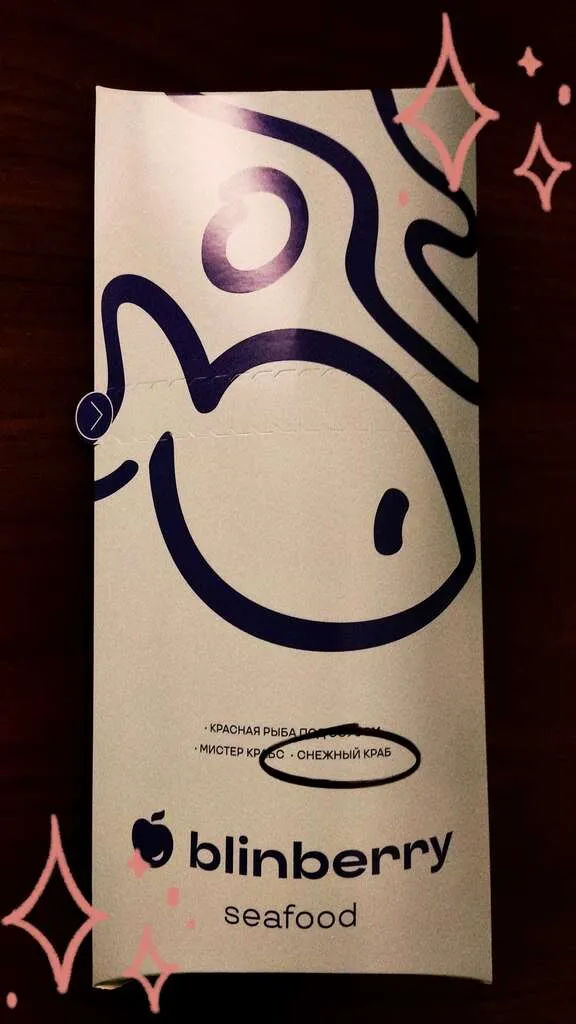 · КРАСНАЯ РЫБА ПОД
· МИСТЕР КРАБС · СНЕЖНЫЙ КРАБ
blinberry
seafood